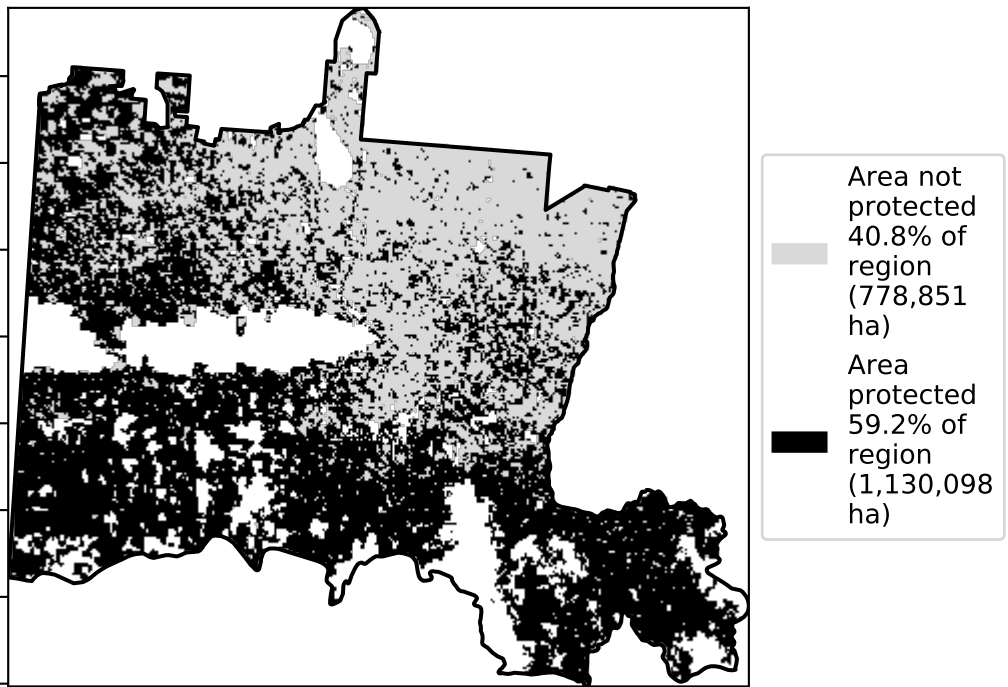 Area not
protected
40.8% of
region
(778,851
ha)
Area
protected
59.2% of
region
(1,130,098
ha)